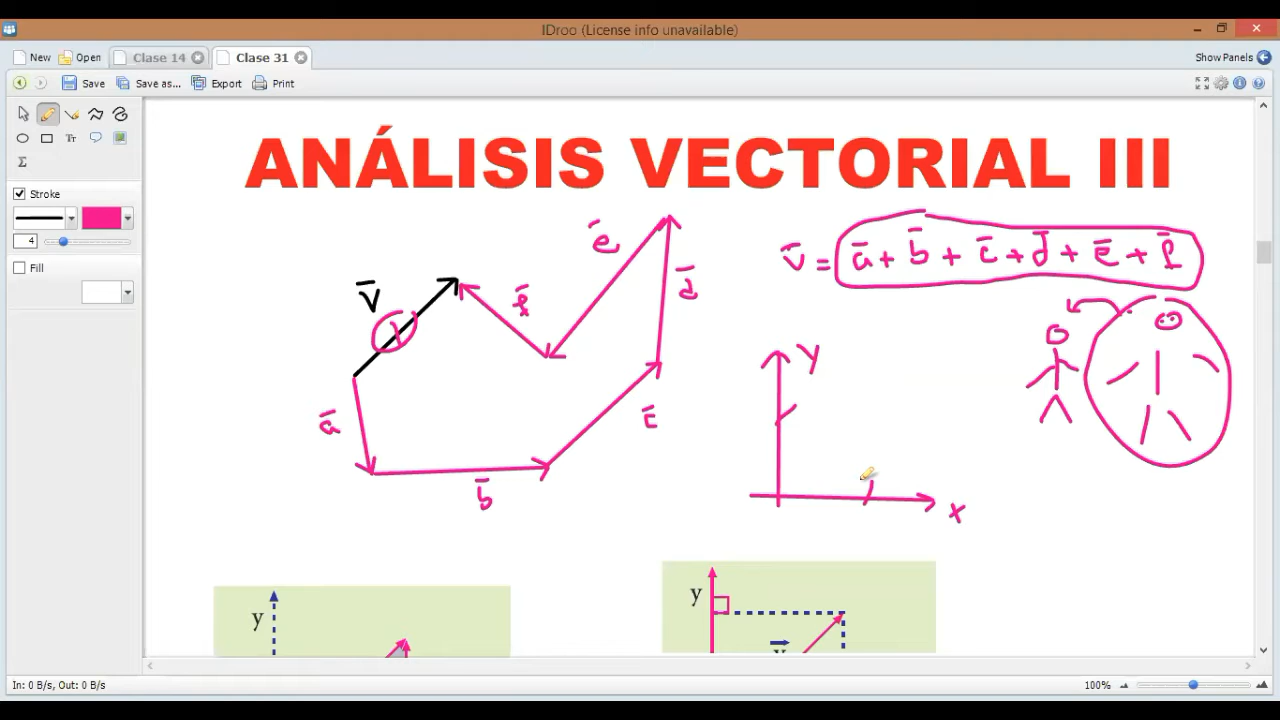 IDroo (License info unavailable)
New Open Clase 14 Clase 31 Show Panels
Save Save as... Export Print
Tt
Σ
Stroke
4
Fill
ANÁLISIS VECTORIAL III
V̄
ē
d̄
f̄
ā
b̄
c̄
v̄ = ā + b̄ + c̄ + d̄ + ē + f̄
y
x
y
y
v
In: 0 B/s, Out: 0 B/s 100%